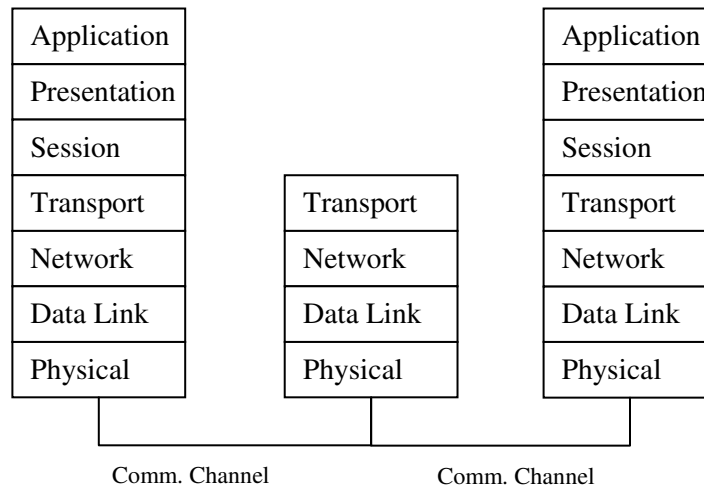 Application
Presentation
Session
Transport
Network
Data Link
Physical
Transport
Network
Data Link
Physical
Application
Presentation
Session
Transport
Network
Data Link
Physical
Comm. Channel
Comm. Channel